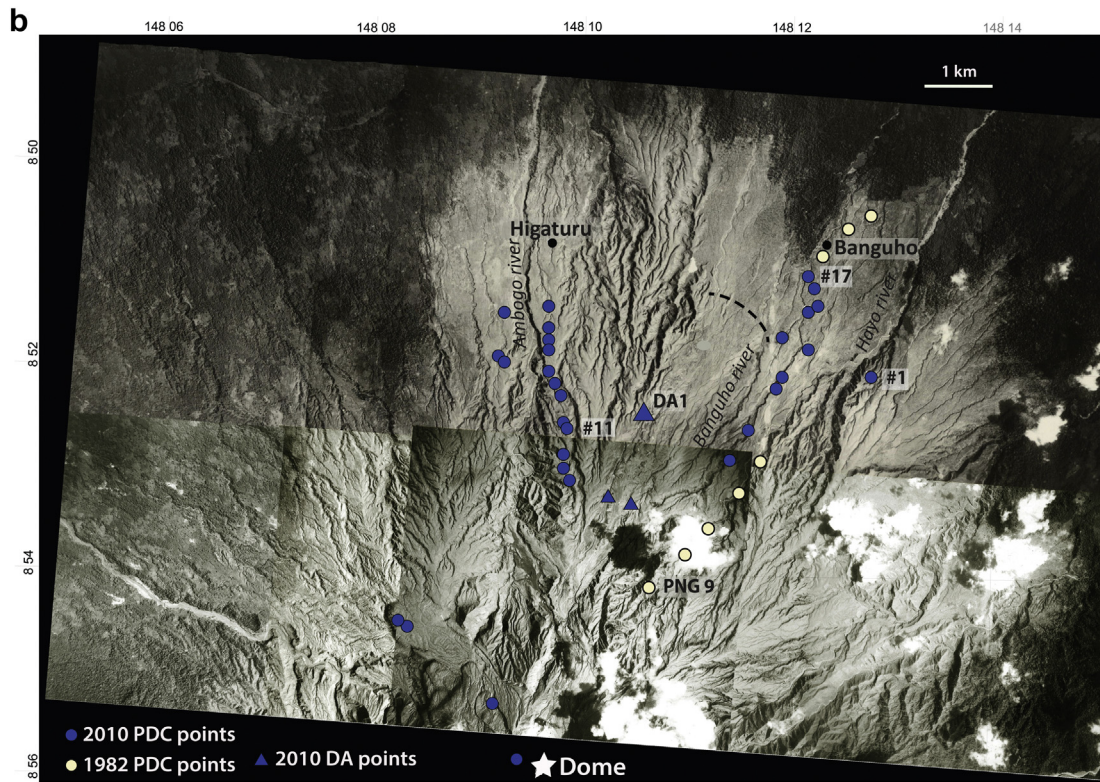 b
148 06
148 08
148 10
148 12
148 14
1 km
8 50
Higaturu
Banguho
Ambogo river
#17
Hayo river
8 52
#1
DA1
Banguho river
#11
8 54
PNG 9
2010 PDC points
1982 PDC points
2010 DA points
Dome
8 56